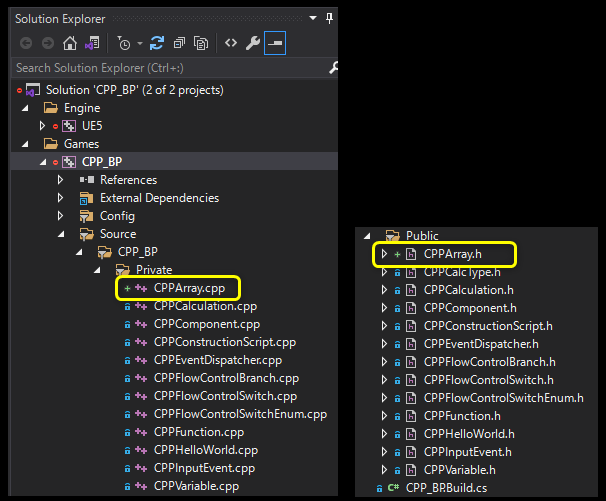 Solution Explorer
Search Solution Explorer (Ctrl+:)
Solution 'CPP_BP' (2 of 2 projects)
Engine
UE5
Games
CPP_BP
References
External Dependencies
Config
Source
CPP_BP
Private
CPPArray.cpp
CPPCalculation.cpp
CPPComponent.cpp
CPPConstructionScript.cpp
CPPEventDispatcher.cpp
CPPFlowControlBranch.cpp
CPPFlowControlSwitch.cpp
CPPFlowControlSwitchEnum.cpp
CPPFunction.cpp
CPPHelloWorld.cpp
CPPInputEvent.cpp
CPPVariable.cpp
Public
CPPArray.h
CPPCalcType.h
CPPCalculation.h
CPPComponent.h
CPPConstructionScript.h
CPPEventDispatcher.h
CPPFlowControlBranch.h
CPPFlowControlSwitch.h
CPPFlowControlSwitchEnum.h
CPPFunction.h
CPPHelloWorld.h
CPPInputEvent.h
CPPVariable.h
C# CPP_BP.Build.cs